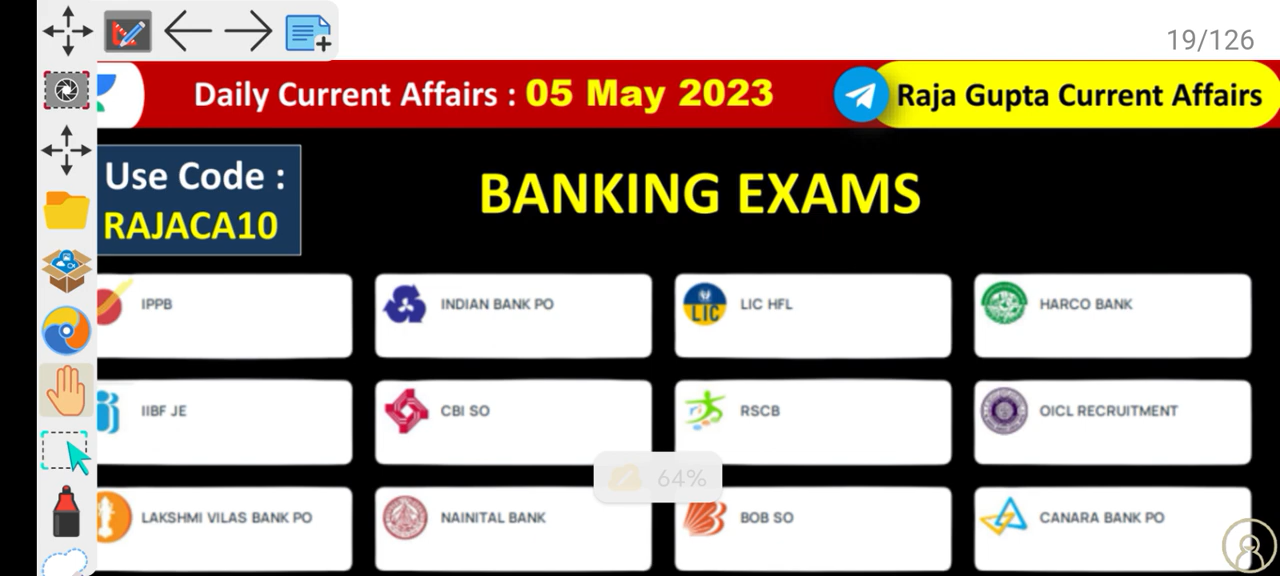 19/126
Daily Current Affairs : 05 May 2023
Raja Gupta Current Affairs
Use Code :
RAJACA10
BANKING EXAMS
IPPB
INDIAN BANK PO
LIC
LIC HFL
HARCO BANK
IIBF JE
CBI SO
RSCB
OICL RECRUITMENT
64%
LAKSHMI VILAS BANK PO
NAINITAL BANK
BOB SO
CANARA BANK PO